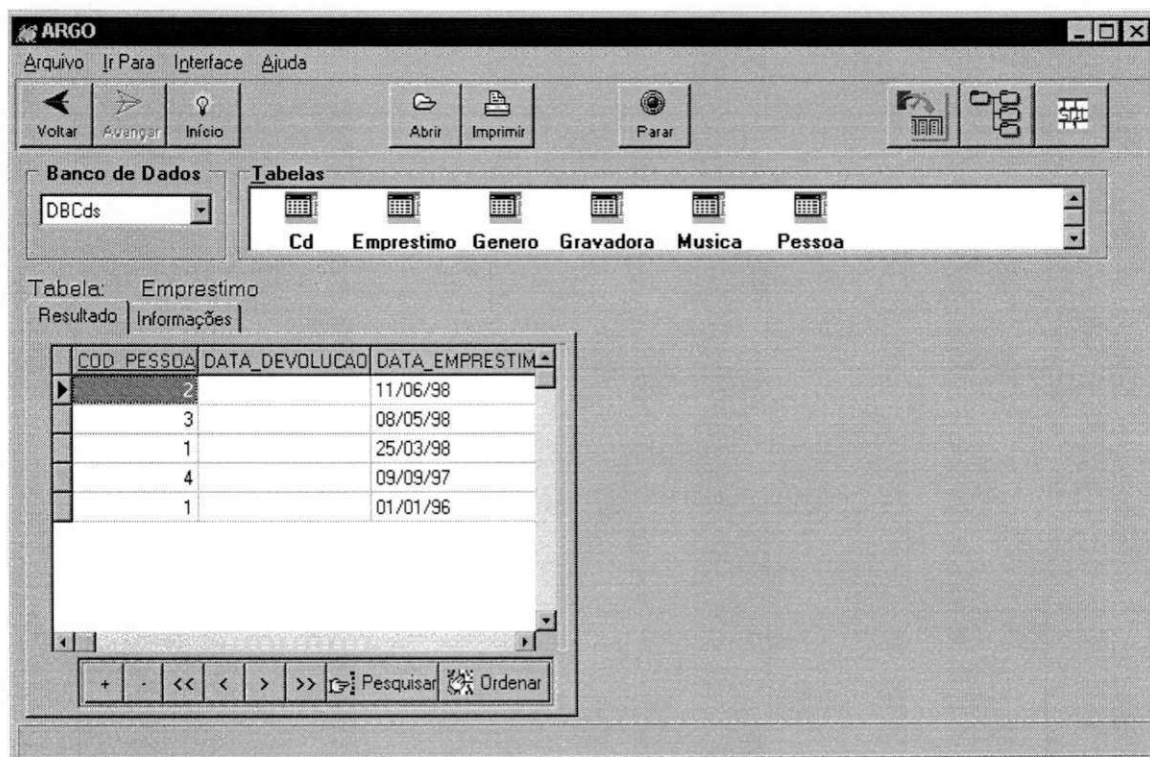 ARGO
Arquivo Ir Para Interface Ajuda
Voltar Avançar Início Abrir Imprimir Parar SQL
Banco de Dados Tabelas
DBCds
Cd Emprestimo Genero Gravadora Musica Pessoa
Tabela: Emprestimo
Resultado Informações
COD_PESSOA DATA_DEVOLUCAO DATA_EMPRESTIM
2 11/06/98
3 08/05/98
1 25/03/98
4 09/09/97
1 01/01/96
+ - << < > >> Pesquisar Ordenar